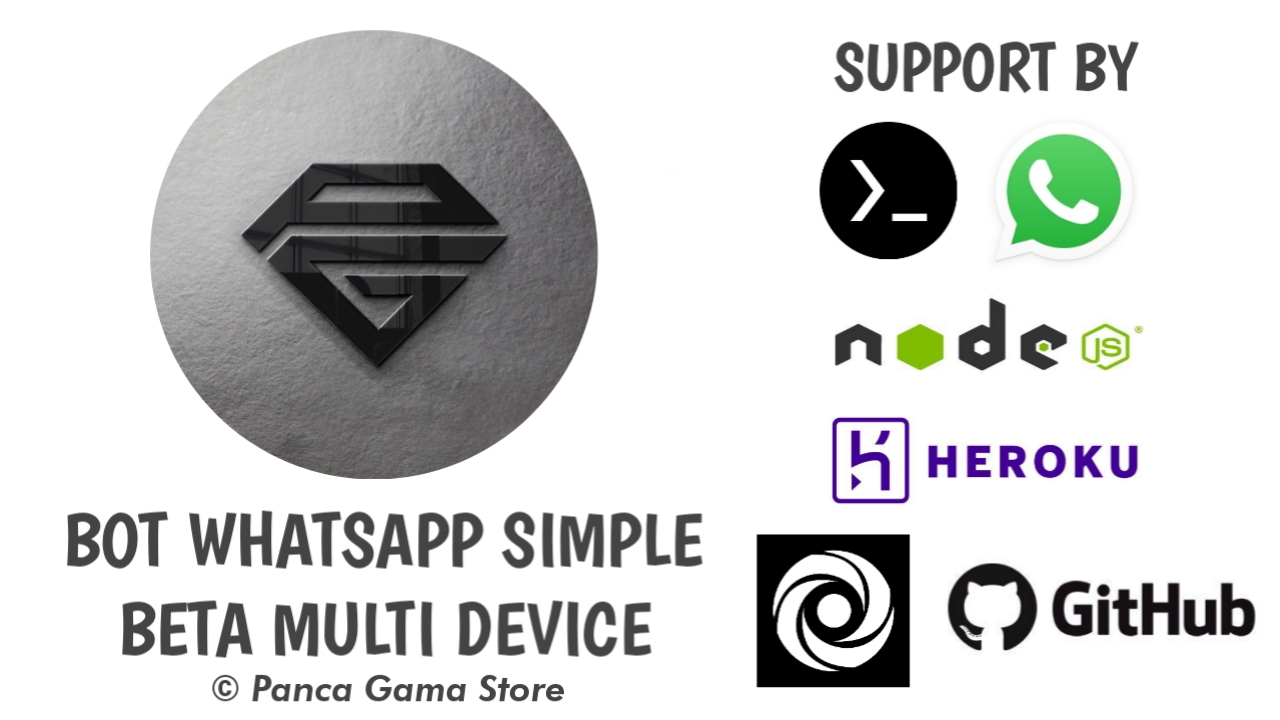 BOT WHATSAPP SIMPLE
BETA MULTI DEVICE
© Panca Gama Store
SUPPORT BY
>_
node JS®
HEROKU
GitHub